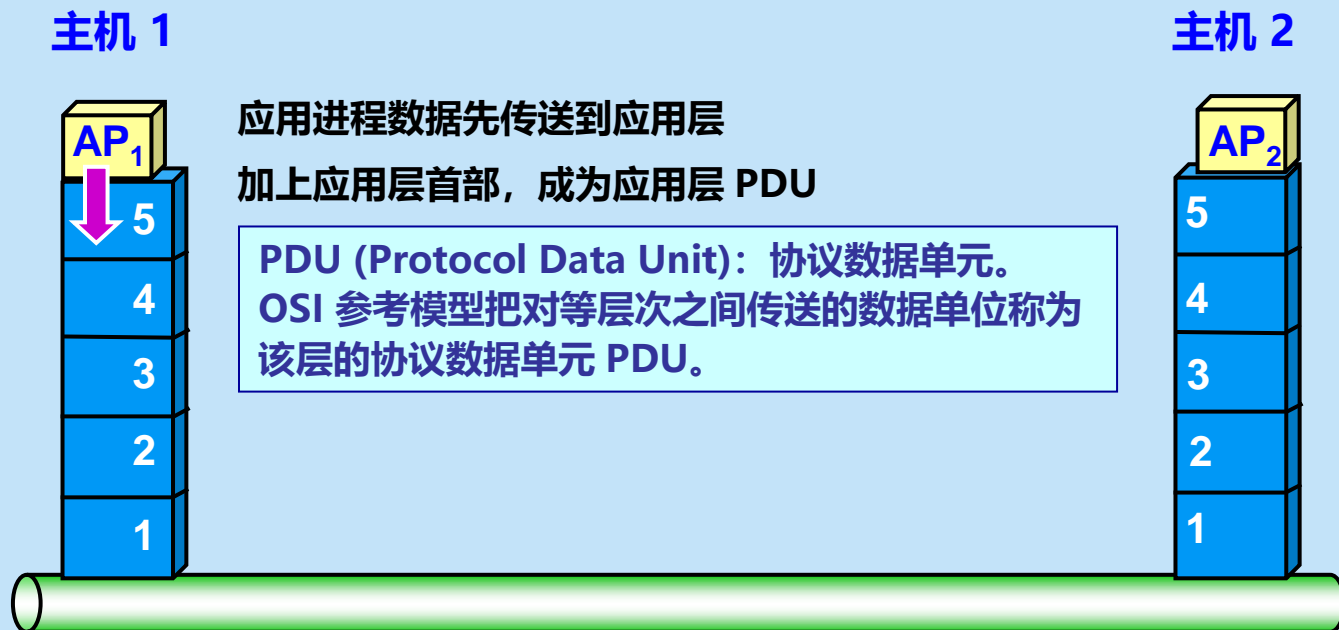 主机 1
主机 2
AP1
应用进程数据先传送到应用层
AP2
加上应用层首部，成为应用层 PDU
5
5
PDU (Protocol Data Unit)：协议数据单元。
OSI 参考模型把对等层次之间传送的数据单位称为
该层的协议数据单元 PDU。
4
4
3
3
2
2
1
1